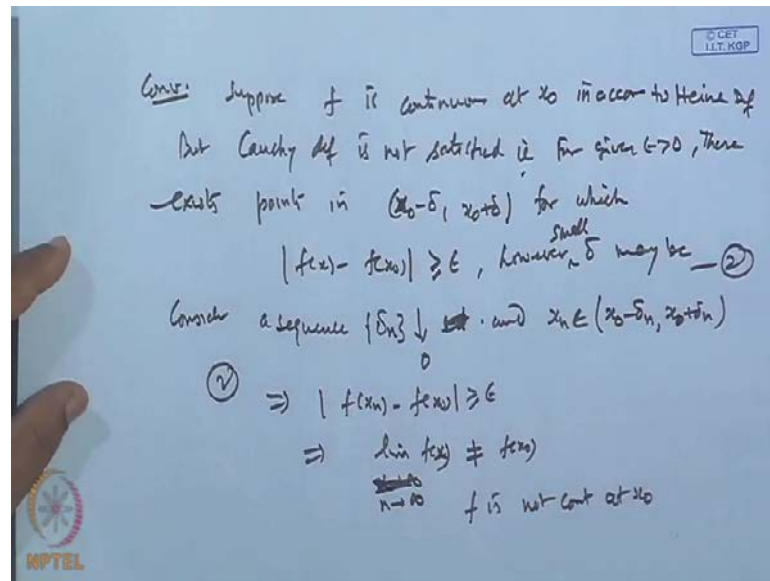 © CET
I.I.T. KGP
Conv: Suppose f is continuous at x₀ in accor to Heine Def
But Cauchy def is not satisfied ie for given ε>0, there
exists points in (x₀-δ, x₀+δ) for which
|f(x) - f(x₀)| ≥ ε, however small δ may be — ②
Consider a sequence {δₙ} ↓ 0 and xₙ ∈ (x₀-δₙ, x₀+δₙ)
② ⇒ |f(xₙ) - f(x₀)| ≥ ε
⇒ lim f(xₙ) ≠ f(x₀)
n→∞
f is not cont at x₀
NPTEL